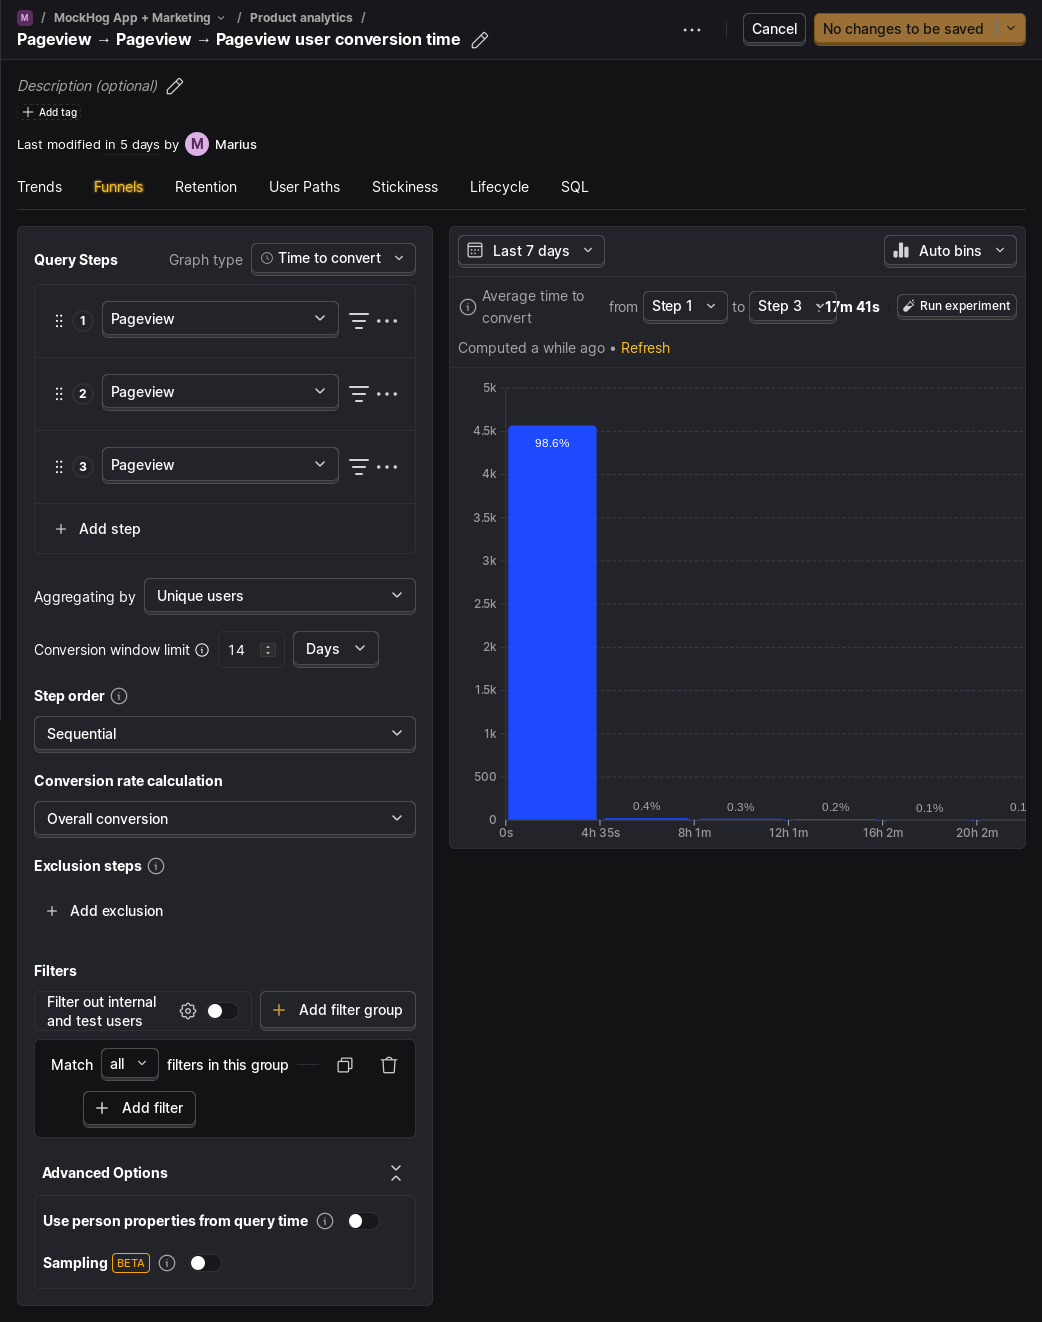 M / MockHog App + Marketing / Product analytics /
Pageview → Pageview → Pageview user conversion time
Cancel
No changes to be saved
Description (optional)
Add tag
Last modified in 5 days by M Marius
Trends Funnels Retention User Paths Stickiness Lifecycle SQL
Query Steps Graph type Time to convert
1 Pageview
2 Pageview
3 Pageview
Add step
Aggregating by Unique users
Conversion window limit 14 Days
Step order
Sequential
Conversion rate calculation
Overall conversion
Exclusion steps
Add exclusion
Filters
Filter out internal
and test users
Add filter group
Match all filters in this group
Add filter
Advanced Options
Use person properties from query time
Sampling BETA
Last 7 days
Auto bins
Average time to
convert
from Step 1 to Step 3 17m 41s
Run experiment
Computed a while ago • Refresh
5k
4.5k
98.6%
4k
3.5k
3k
2.5k
2k
1.5k
1k
500
0.4% 0.3% 0.2% 0.1% 0.1
0
0s 4h 35s 8h 1m 12h 1m 16h 2m 20h 2m